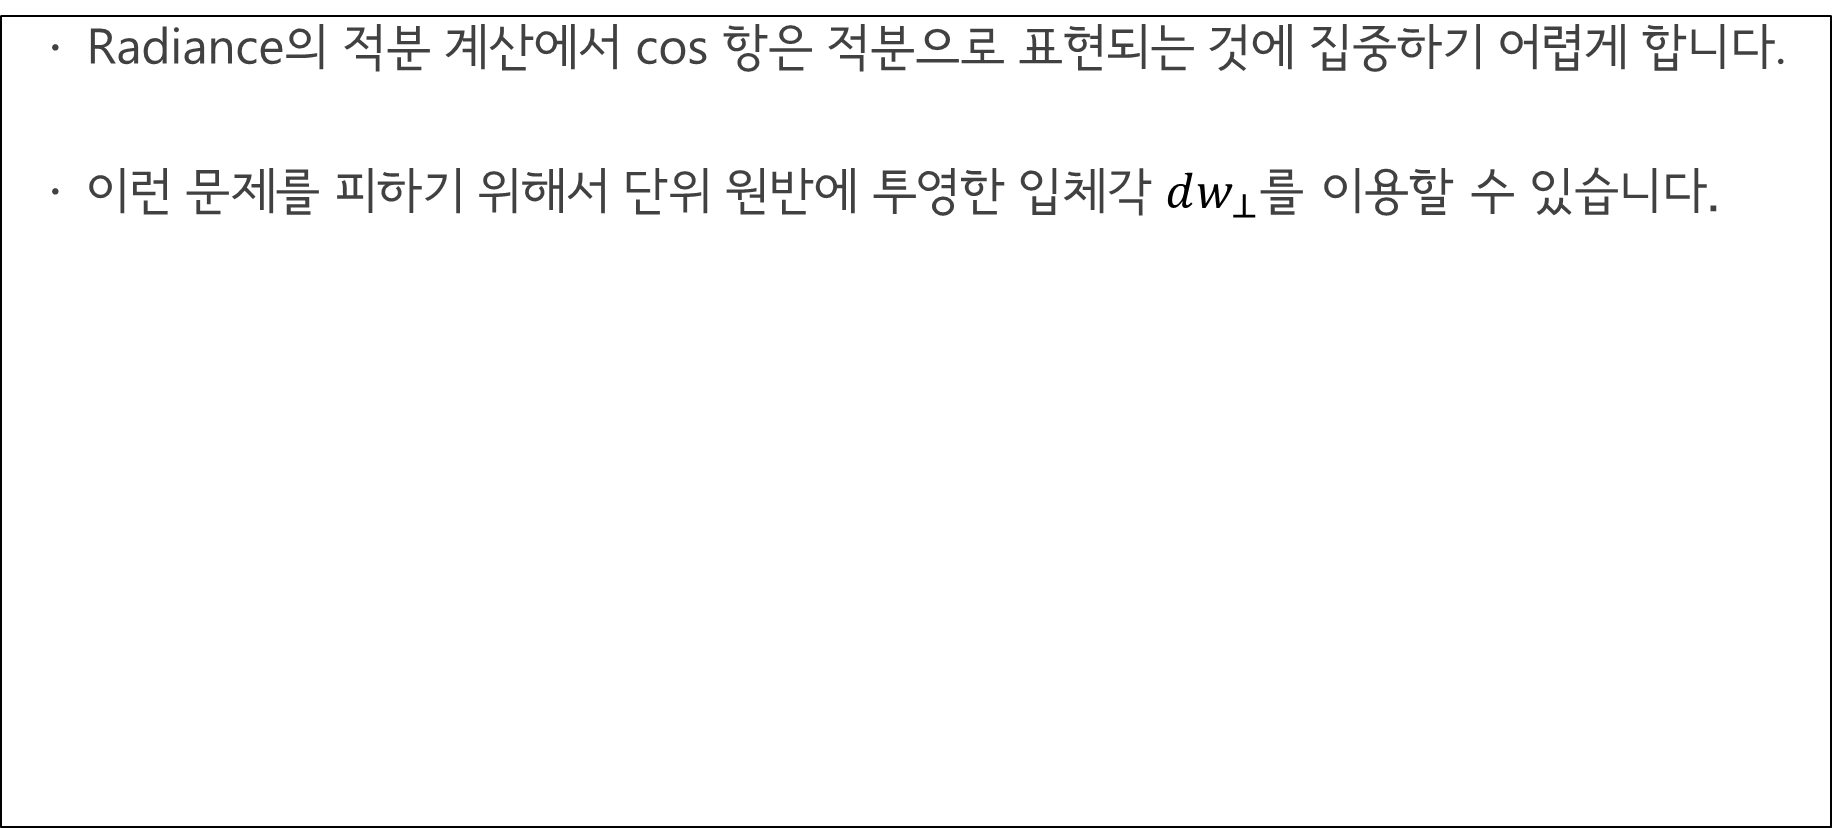 · Radiance의 적분 계산에서 cos 항은 적분으로 표현되는 것에 집중하기 어렵게 합니다.
· 이런 문제를 피하기 위해서 단위 원반에 투영한 입체각 𝑑𝑤⊥를 이용할 수 있습니다.